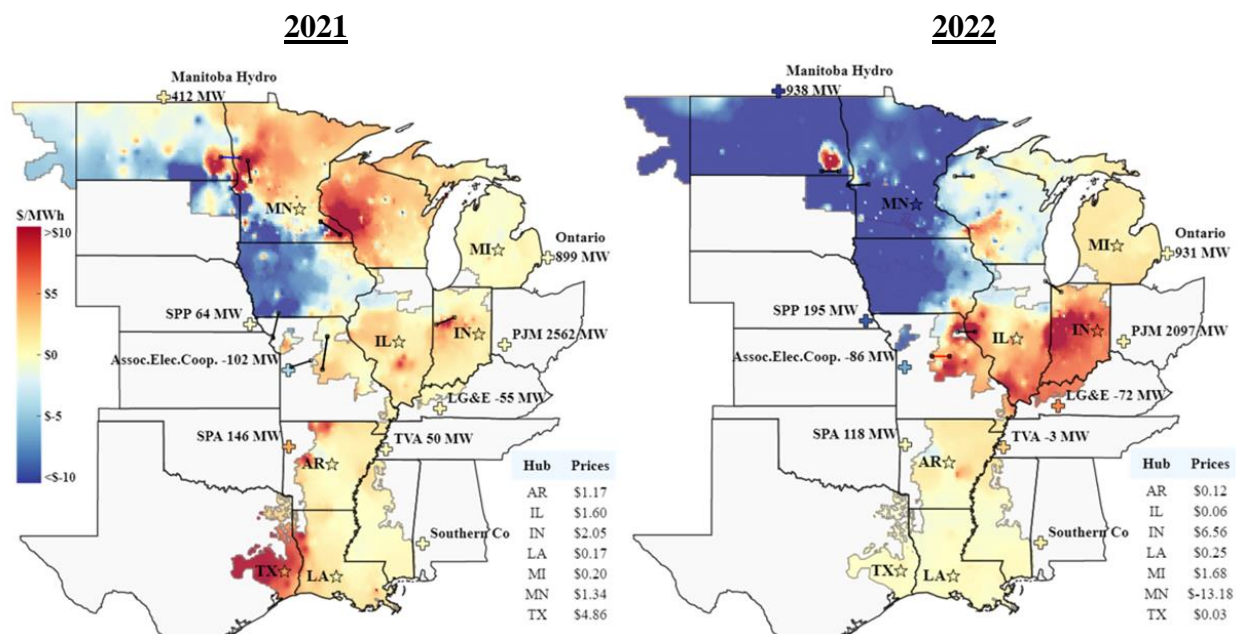 2021
Manitoba Hydro
412 MW
$/MWh
>$10
$5
$0
$-5
<$-10
MN
MI
Ontario
899 MW
SPP 64 MW
IL
IN
PJM 2562 MW
Assoc.Elec.Coop. -102 MW
LG&E -55 MW
SPA 146 MW
TVA 50 MW
AR
Southern Co
TX
LA
Hub Prices
AR $1.17
IL $1.60
IN $2.05
LA $0.17
MI $0.20
MN $1.34
TX $4.86
2022
Manitoba Hydro
938 MW
MN
MI
Ontario
931 MW
SPP 195 MW
IL
IN
PJM 2097 MW
Assoc.Elec.Coop. -86 MW
LG&E -72 MW
SPA 118 MW
TVA -3 MW
AR
Southern Co
TX
LA
Hub Prices
AR $0.12
IL $0.06
IN $6.56
LA $0.25
MI $1.68
MN $-13.18
TX $0.03